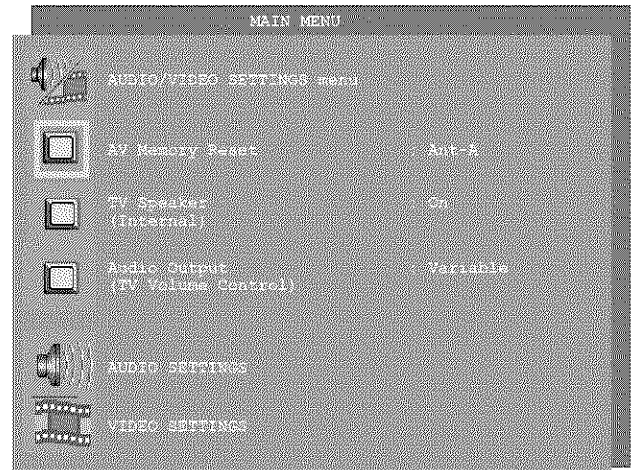 MAIN MENU
AUDIO/VIDEO SETTINGS menu
AV Memory Reset Ant-A
TV Speaker On
(Internal)
Audio Output Variable
(TV Volume Control)
AUDIO SETTINGS
VIDEO SETTINGS